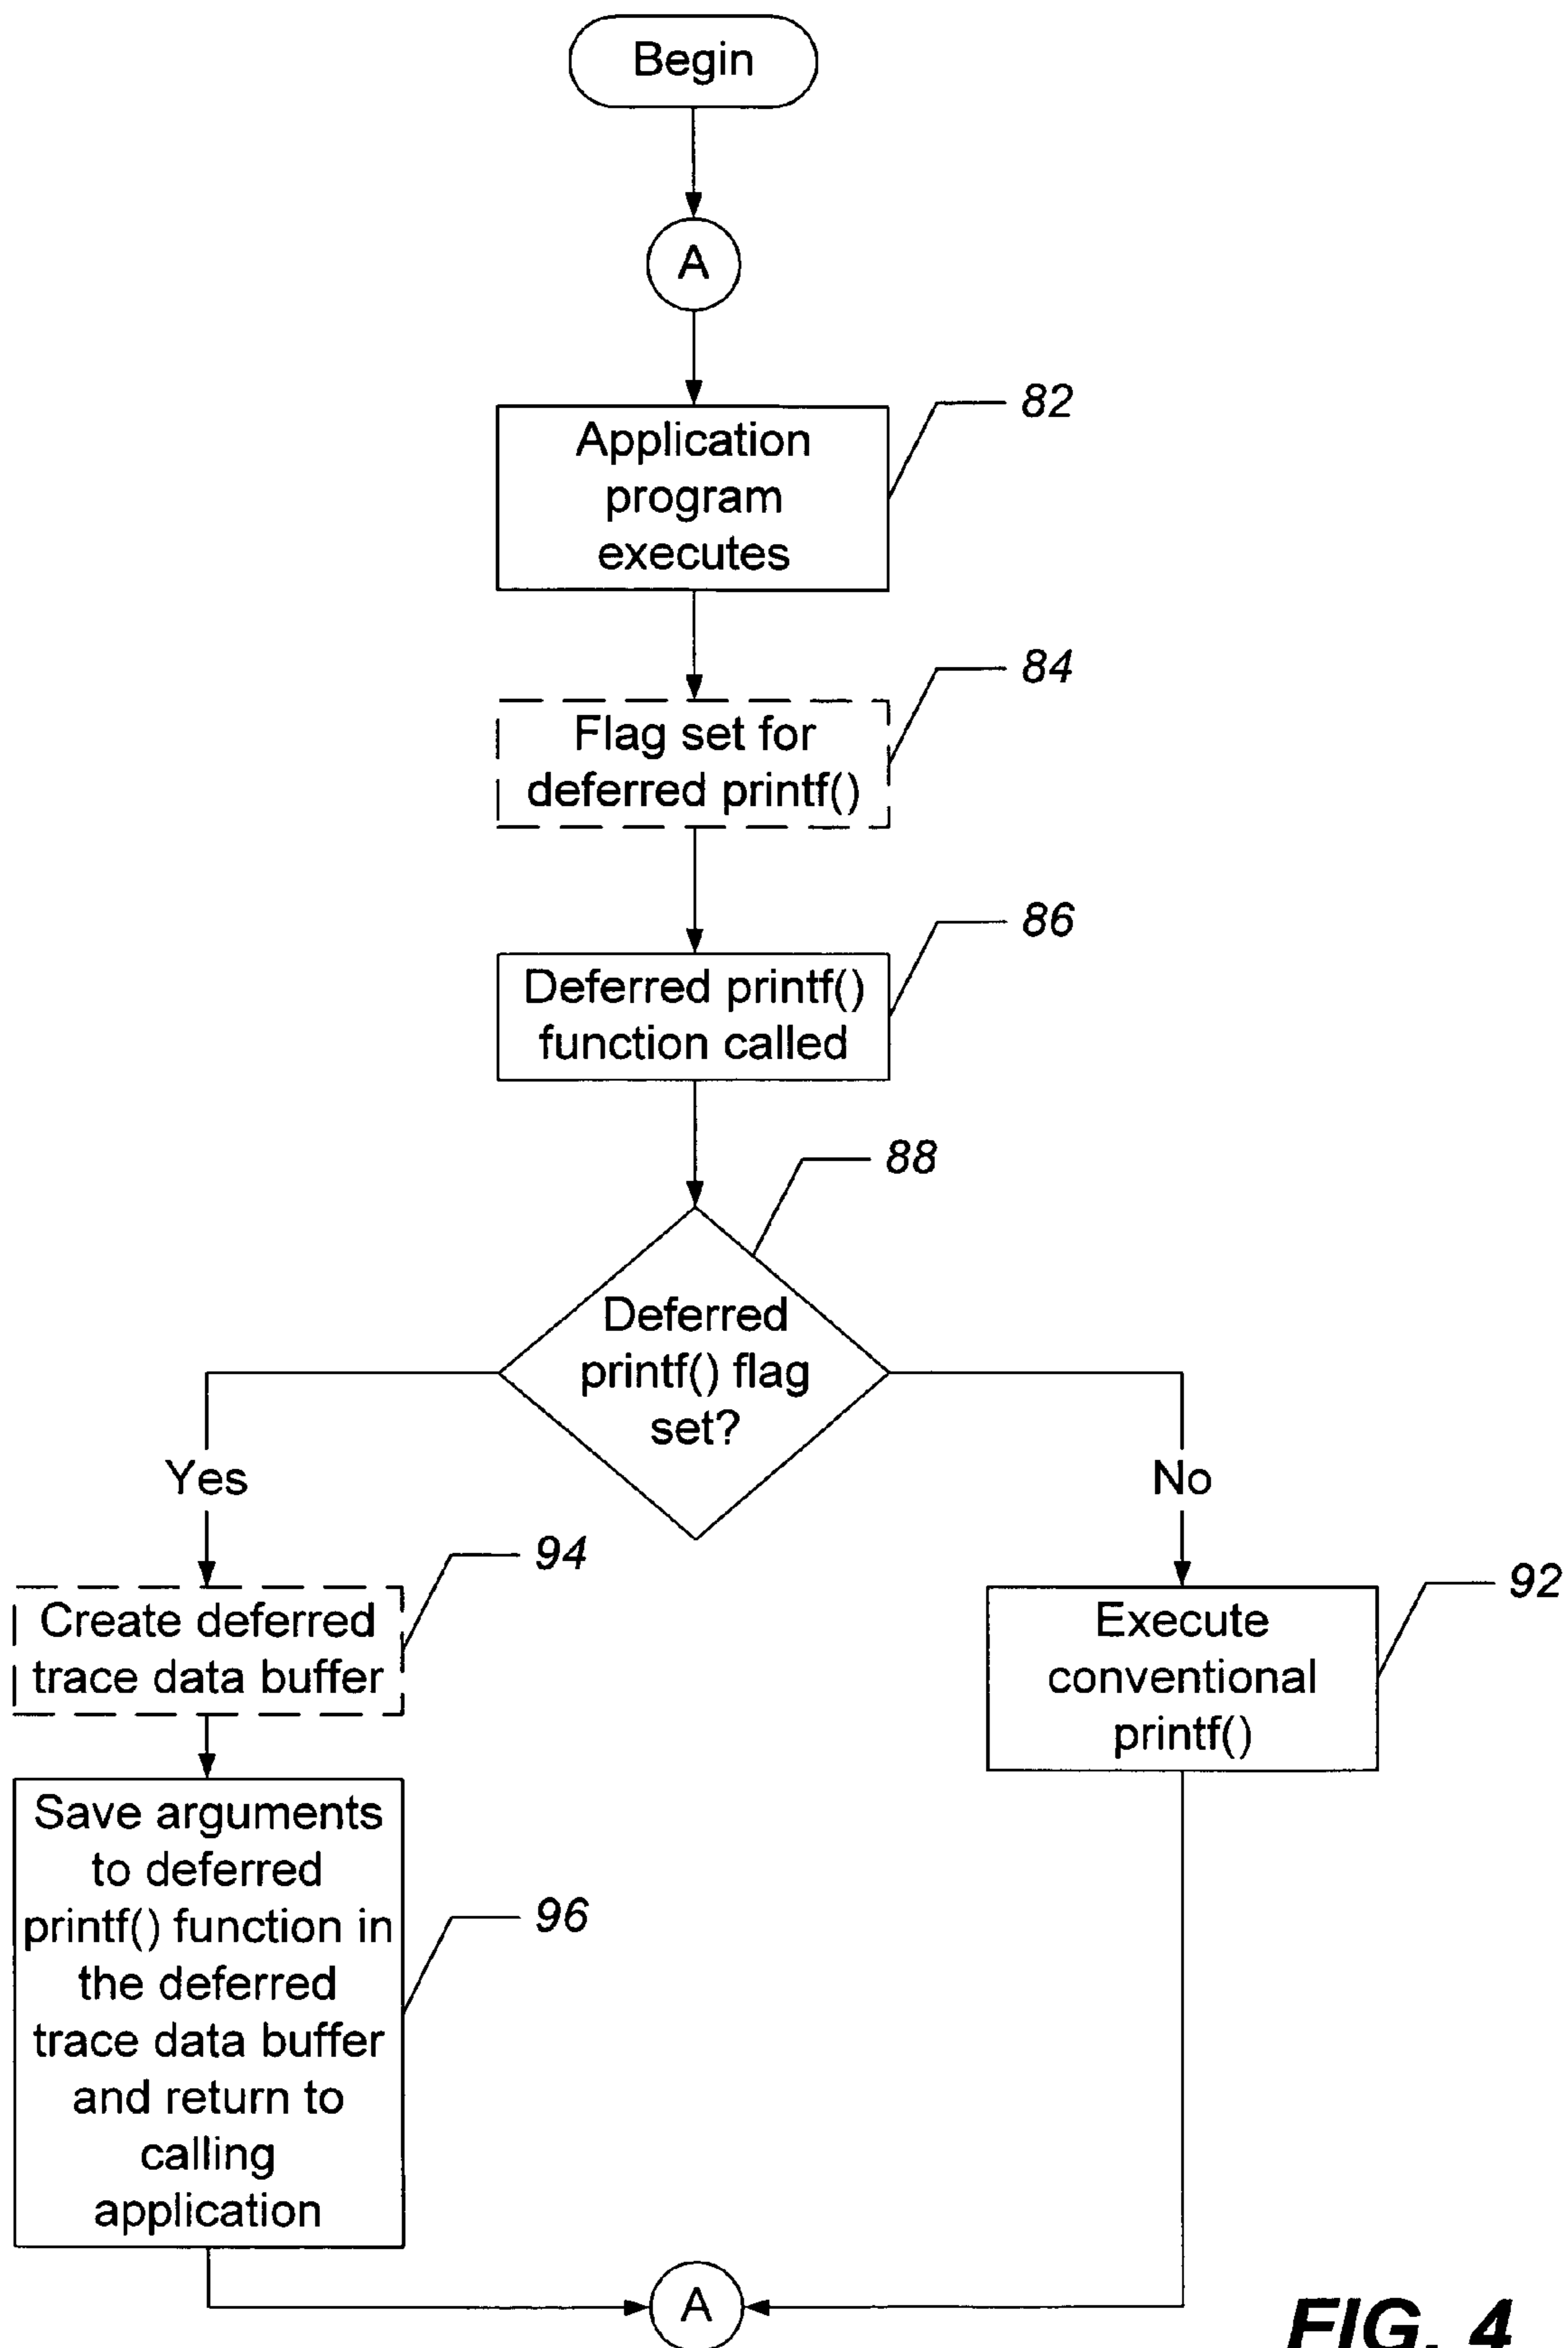 Begin
A
82
Application
program
executes
84
Flag set for
deferred printf()
86
Deferred printf()
function called
88
Deferred
printf() flag
set?
Yes
No
94
Create deferred
trace data buffer
92
Execute
conventional
printf()
Save arguments
to deferred
printf() function in
the deferred
trace data buffer
and return to
calling
application
96
A
FIG. 4